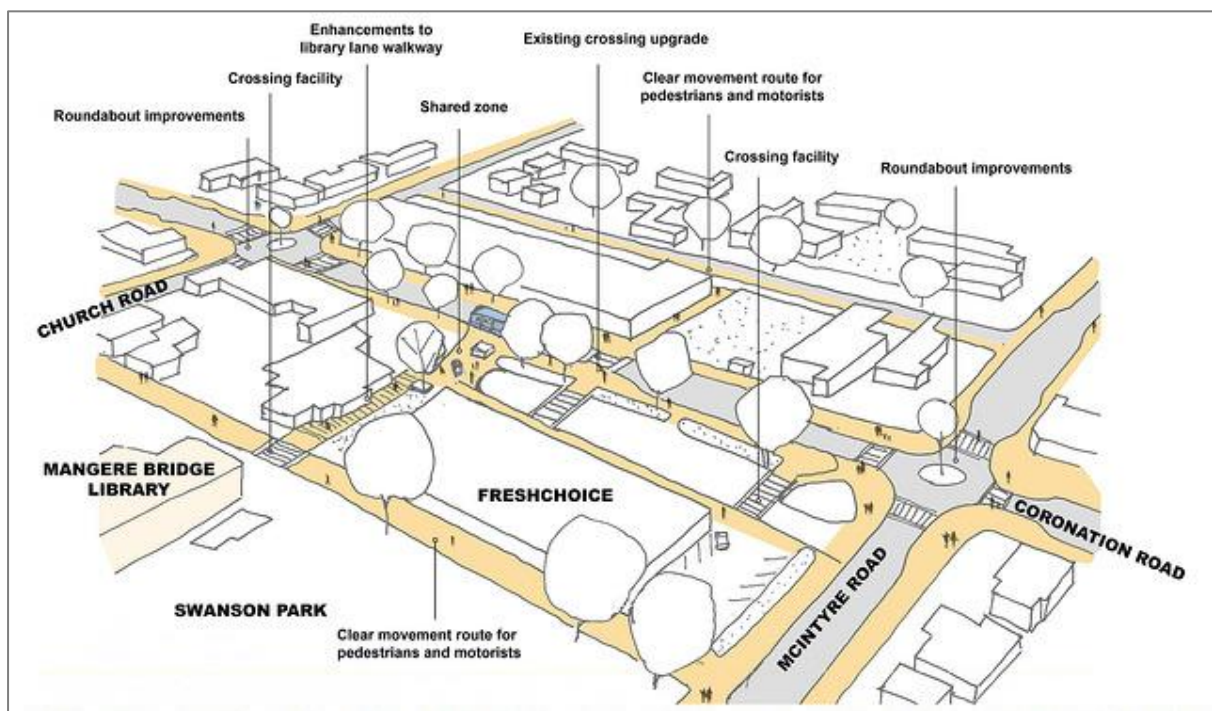 Enhancements to
library lane walkway
Existing crossing upgrade
Crossing facility
Clear movement route for
pedestrians and motorists
Roundabout improvements
Shared zone
Crossing facility
Roundabout improvements
CHURCH ROAD
MANGERE BRIDGE
LIBRARY
FRESHCHOICE
CORONATION ROAD
MCINTYRE ROAD
SWANSON PARK
Clear movement route for
pedestrians and motorists